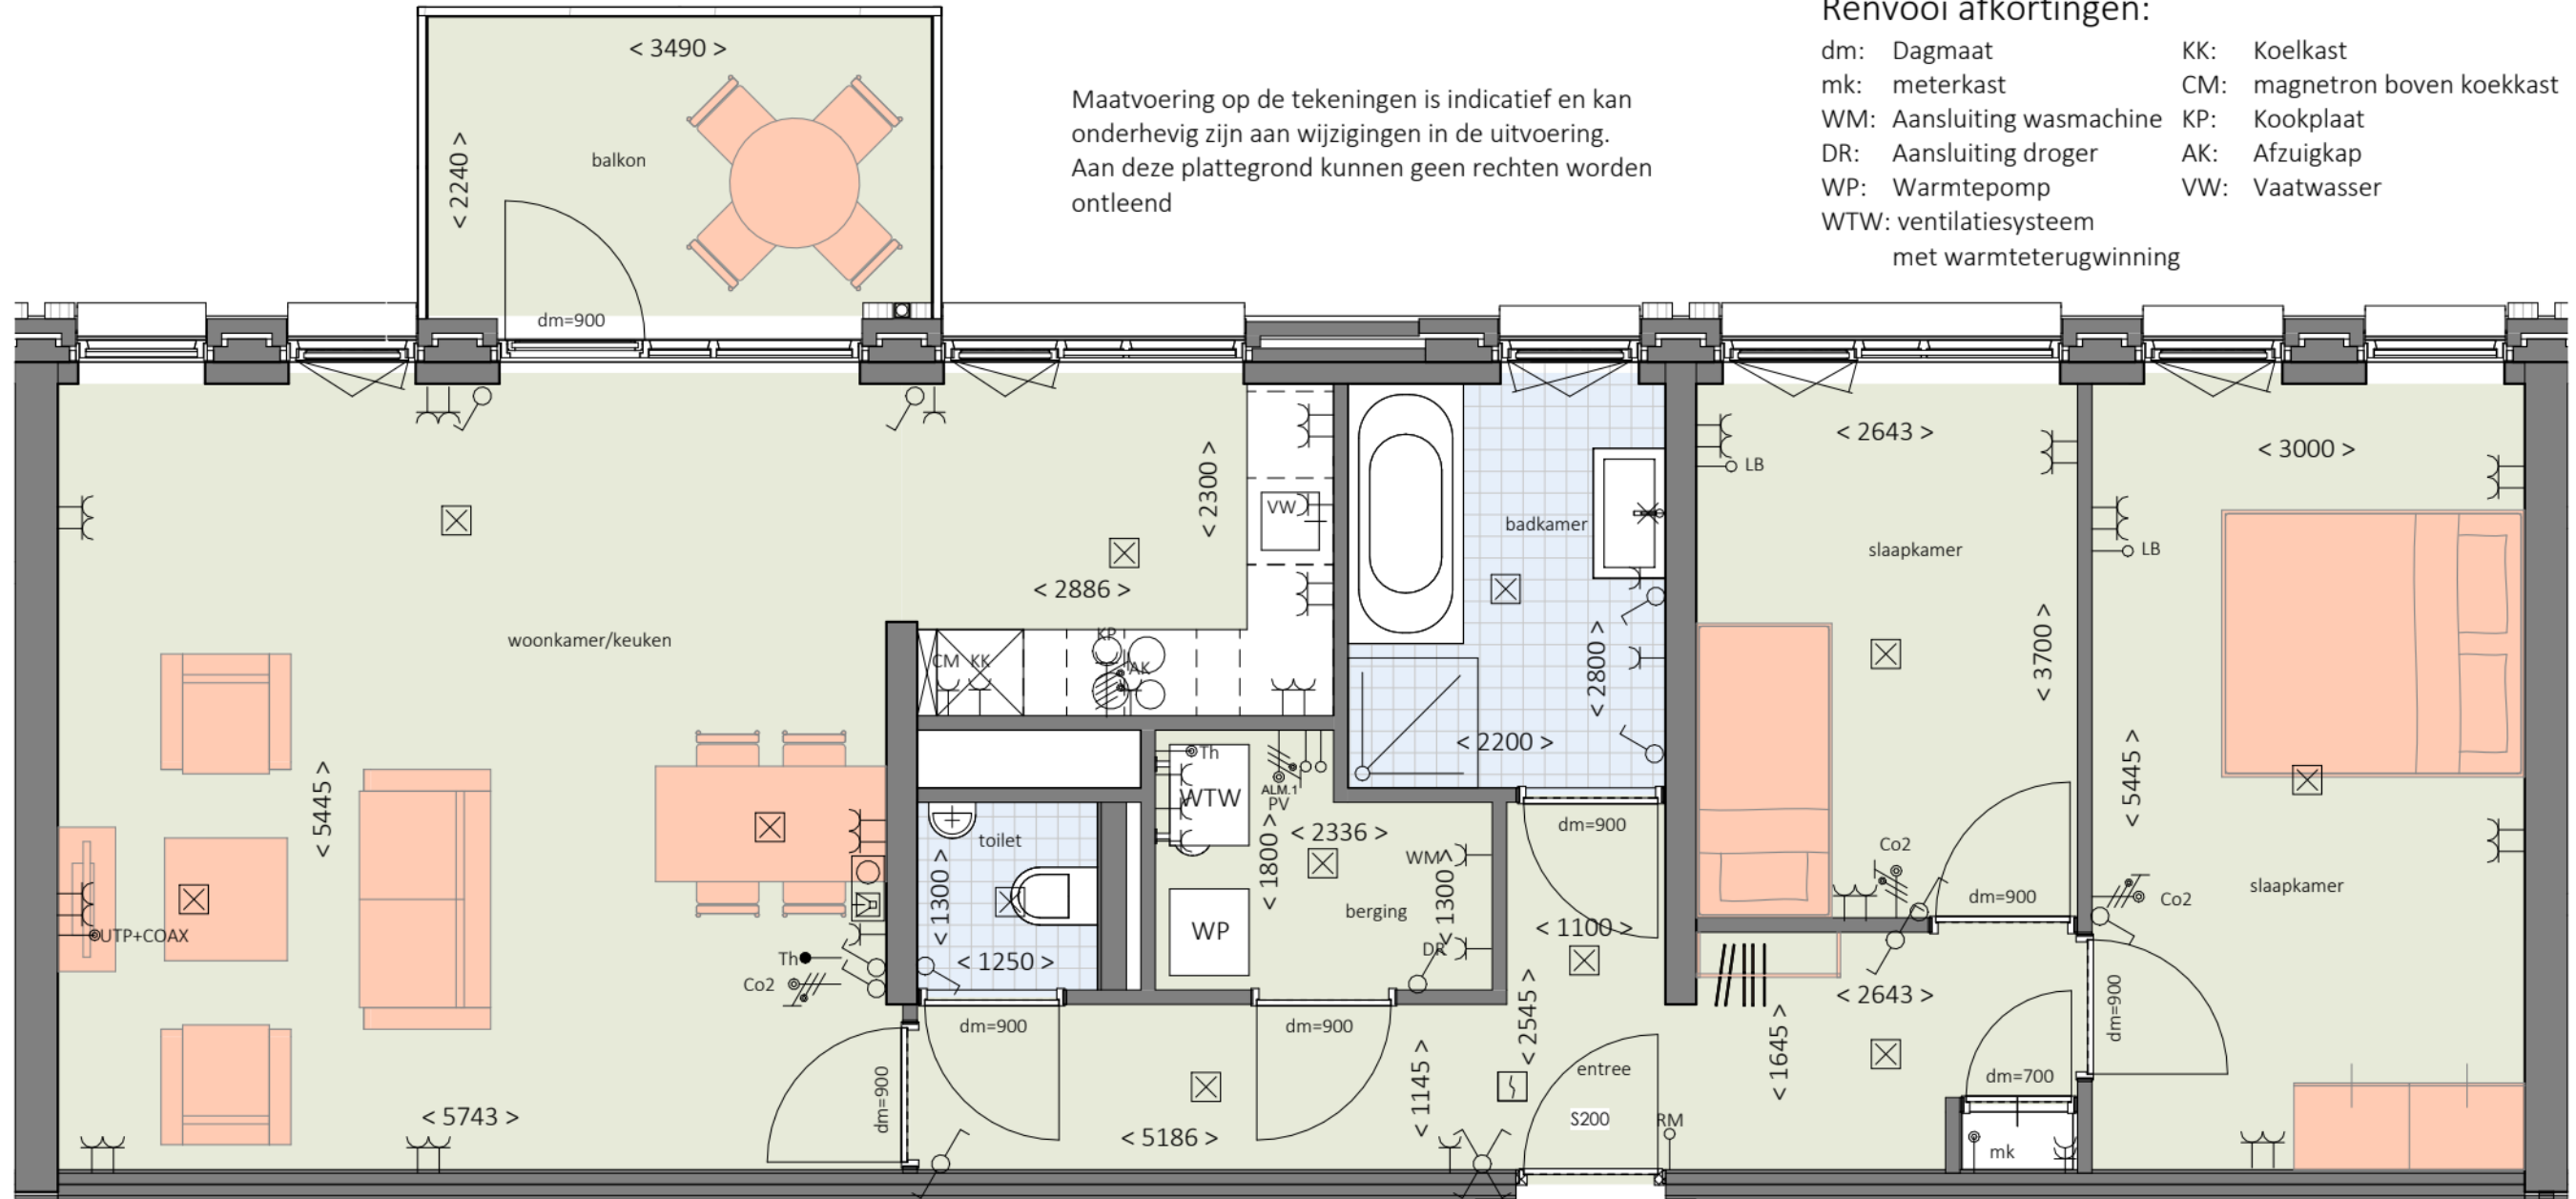 Renvooi afkortingen:
dm: Dagmaat
mk: meterkast
WM: Aansluiting wasmachine
DR: Aansluiting droger
WP: Warmtepomp
WTW: ventilatiesysteem
met warmteterugwinning
KK: Koelkast
CM: magnetron boven koekkast
KP: Kookplaat
AK: Afzuigkap
VW: Vaatwasser
Maatvoering op de tekeningen is indicatief en kan
onderhevig zijn aan wijzigingen in de uitvoering.
Aan deze plattegrond kunnen geen rechten worden
ontleend
< 3490 >
< 2240 >
balkon
dm=900
woonkamer/keuken
< 5445 >
< 5743 >
UTP+COAX
Th
Co2
dm=900
< 2300 >
< 2886 >
VW
CM
KK
KP
AK
toilet
< 1300 >
< 1250 >
dm=900
Th
WTW
WP
ALM.1
PV
< 1800 >
< 2336 >
WM
< 1300 >
DR
berging
dm=900
badkamer
< 2800 >
< 2200 >
dm=900
< 1100 >
< 2545 >
< 1145 >
< 5186 >
entree
S200
RM
LB
< 2643 >
slaapkamer
< 3700 >
Co2
dm=900
< 2643 >
< 1645 >
dm=700
mk
< 3000 >
LB
< 5445 >
Co2
slaapkamer
dm=900